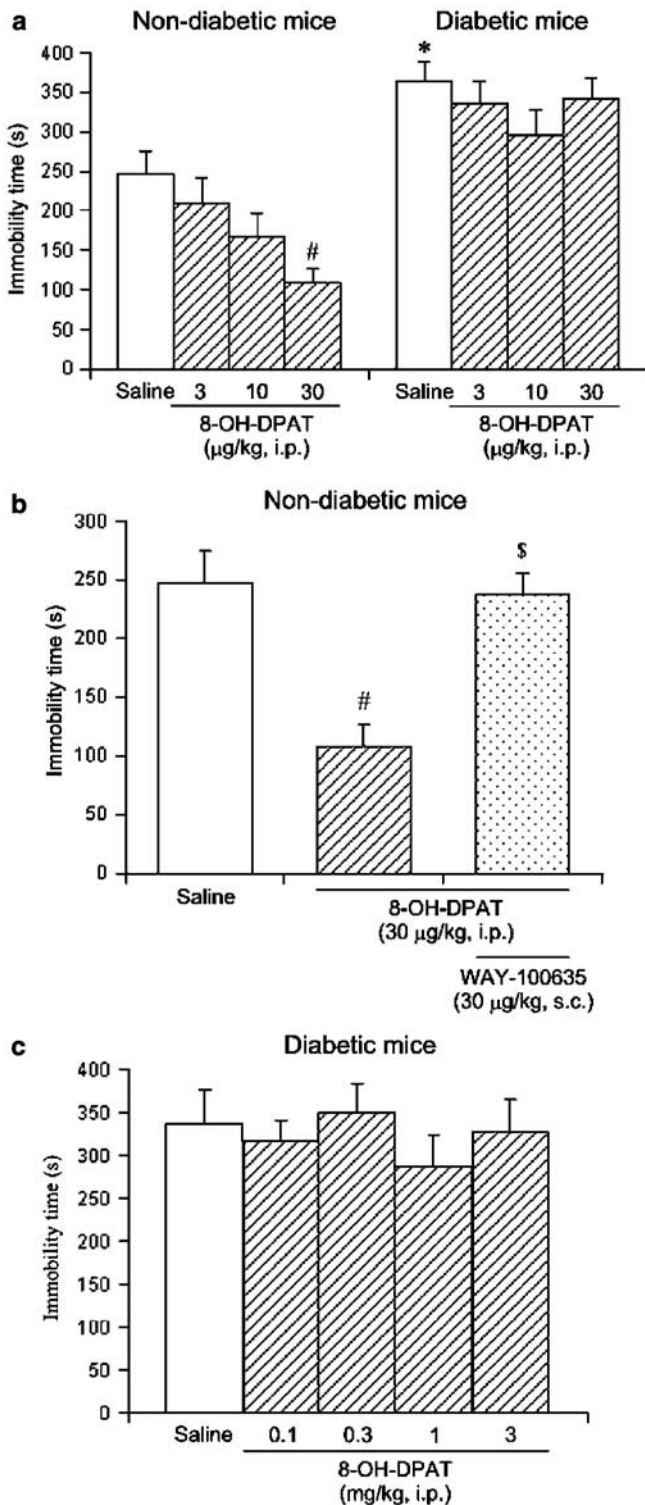 a
Non-diabetic mice Diabetic mice
Immobility time (s)
400
350
300
250
200
150
100
50
0
*
#
Saline 3 10 30 Saline 3 10 30
8-OH-DPAT 8-OH-DPAT
(µg/kg, i.p.) (µg/kg, i.p.)
b
Non-diabetic mice
Immobility time (s)
300
250
200
150
100
50
0
$
#
Saline
8-OH-DPAT
(30 µg/kg, i.p.)
WAY-100635
(30 µg/kg, s.c.)
c
Diabetic mice
Immobility time (s)
400
350
300
250
200
150
100
50
0
Saline 0.1 0.3 1 3
8-OH-DPAT
(mg/kg, i.p.)